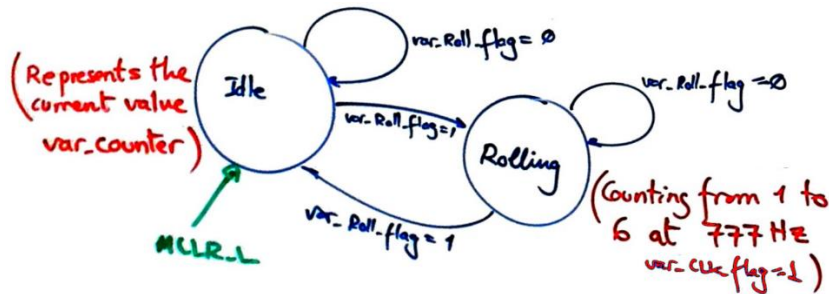 var_Roll_flag = 0
(Represents the
current value
var_counter)
Idle
var_Roll_flag = 0
var_Roll_flag=1
Rolling
(Counting from 1 to
6 at 777 Hz
var_CLK_flag=1)
var_Roll_flag = 1
MCLR_L